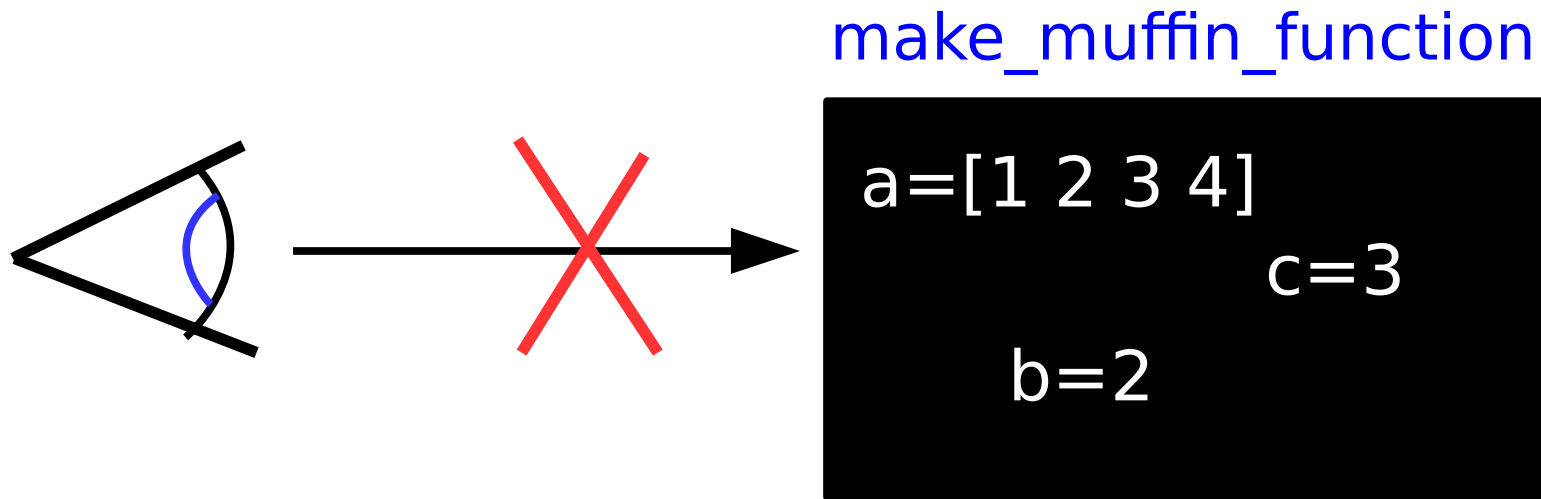 make_muffin_function
a=[1 2 3 4]
c=3
b=2